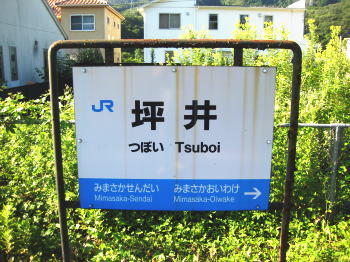 JR 坪井
つぼい Tsuboi
みまさかせんだい みまさかおいわけ
Mimasaka-Sendai Mimasaka-Oiwake